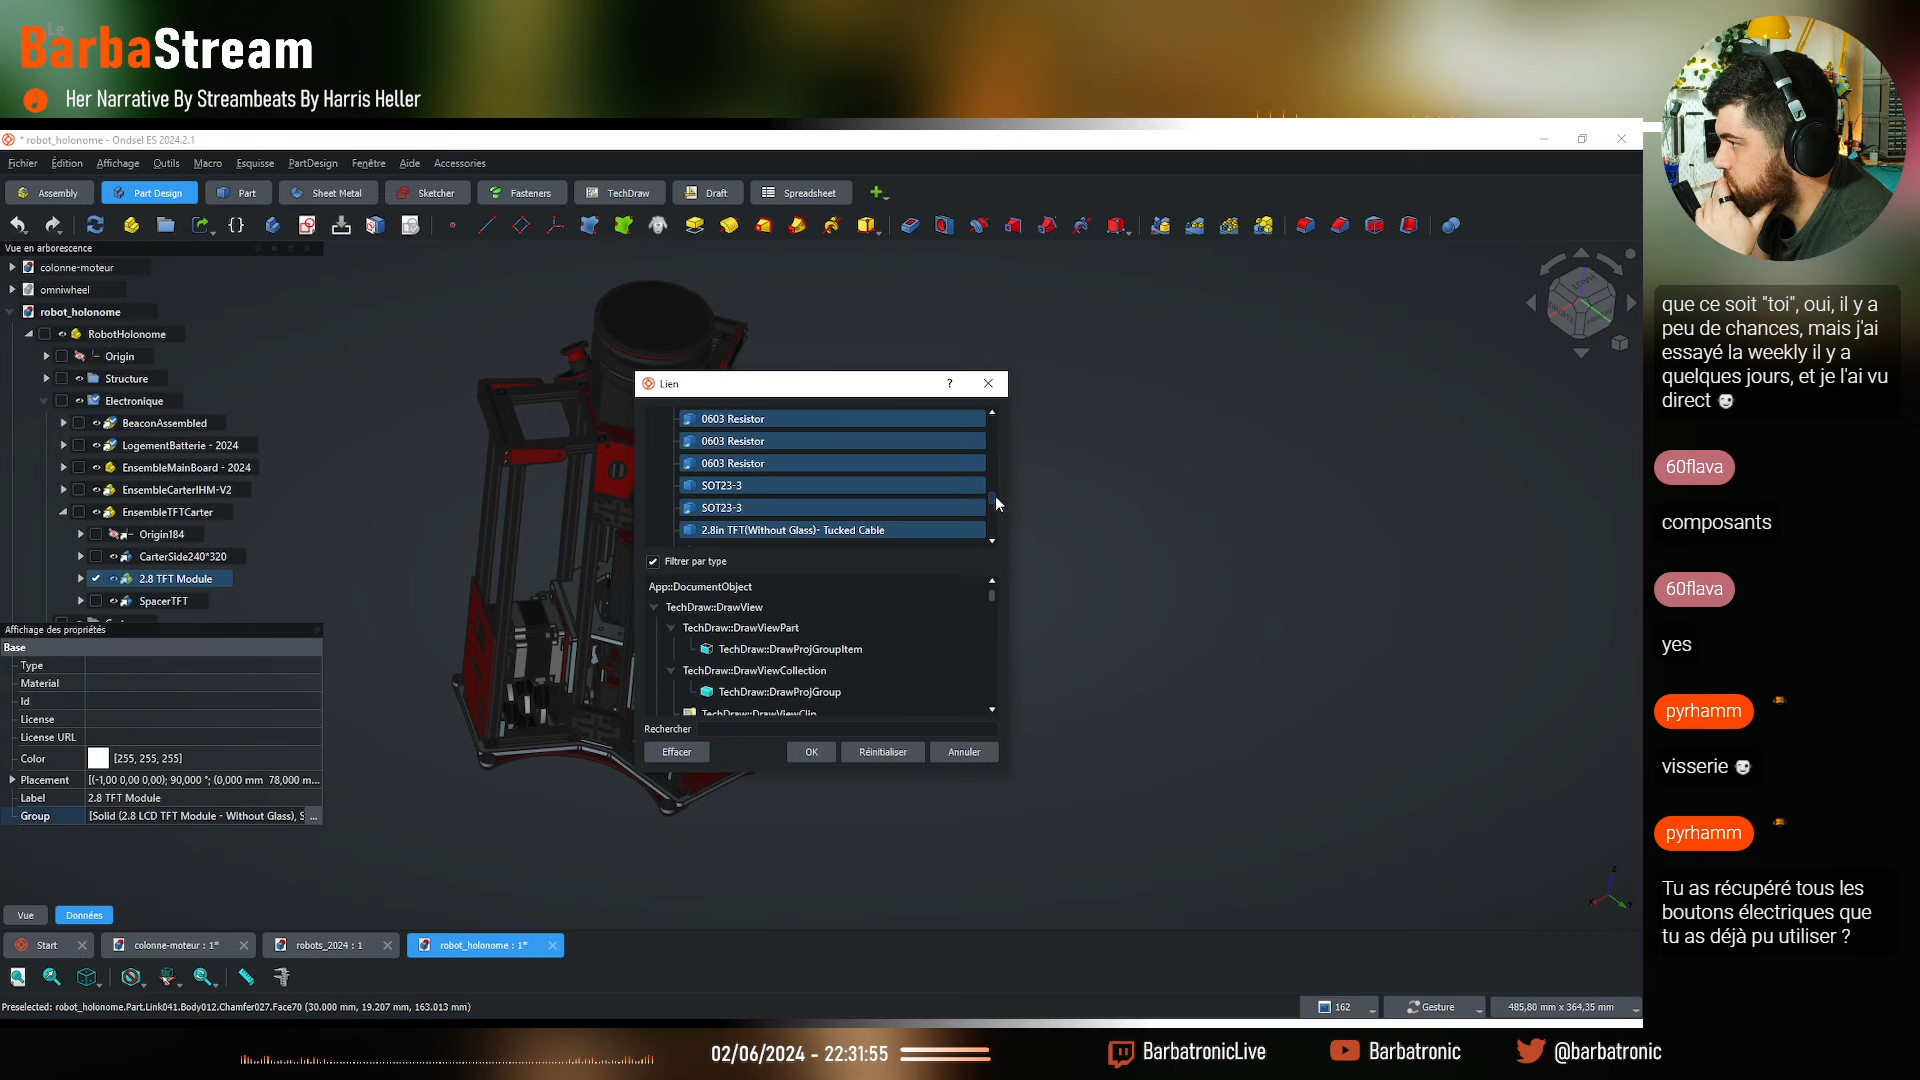 Le
BarbaStream
Her Narrative By Streambeats By Harris Heller
* robot_holonome - Ondsel ES 2024.2.1
Fichier Édition Affichage Outils Macro Esquisse PartDesign Fenêtre Aide Accessories
Assembly Part Design Part Sheet Metal Sketcher Fasteners TechDraw Draft Spreadsheet
Vue en arborescence
colonne-moteur
omniwheel
robot_holonome
RobotHolonome
Origin
Structure
Electronique
BeaconAssembled
LogementBatterie - 2024
EnsembleMainBoard - 2024
EnsembleCarterIHM-V2
EnsembleTFTCarter
Origin184
CarterSide240*320
2.8 TFT Module
SpacerTFT
Affichage des propriétés
Base
Type
Material
Id
License
License URL
Color [255, 255, 255]
Placement [(-1,00 0,00 0,00); 90,000 °; (0,000 mm 78,000 m...
Label 2.8 TFT Module
Group [Solid (2.8 LCD TFT Module - Without Glass), S ...
Vue Données
Lien ?
0603 Resistor
0603 Resistor
0603 Resistor
SOT23-3
SOT23-3
2.8in TFT(Without Glass)- Tucked Cable
Filtrer par type
App::DocumentObject
TechDraw::DrawView
TechDraw::DrawViewPart
TechDraw::DrawProjGroupItem
TechDraw::DrawViewCollection
TechDraw::DrawProjGroup
TechDraw::DrawViewClip
Rechercher
Effacer OK Réinitialiser Annuler
Start colonne-moteur : 1* robots_2024 : 1 robot_holonome : 1*
Preselected: robot_holonome.Part.Link041.Body012.Chamfer027.Face70 (30.000 mm, 19.207 mm, 163.013 mm)
162 Gesture 485,80 mm x 364,35 mm
Z
que ce soit "toi", oui, il y a
peu de chances, mais j'ai
essayé la weekly il y a
quelques jours, et je l'ai vu
direct
60flava
composants
60flava
yes
pyrhamm
visserie
pyrhamm
Tu as récupéré tous les
boutons électriques que
tu as déjà pu utiliser ?
02/06/2024 - 22:31:55
BarbatronicLive Barbatronic @barbatronic